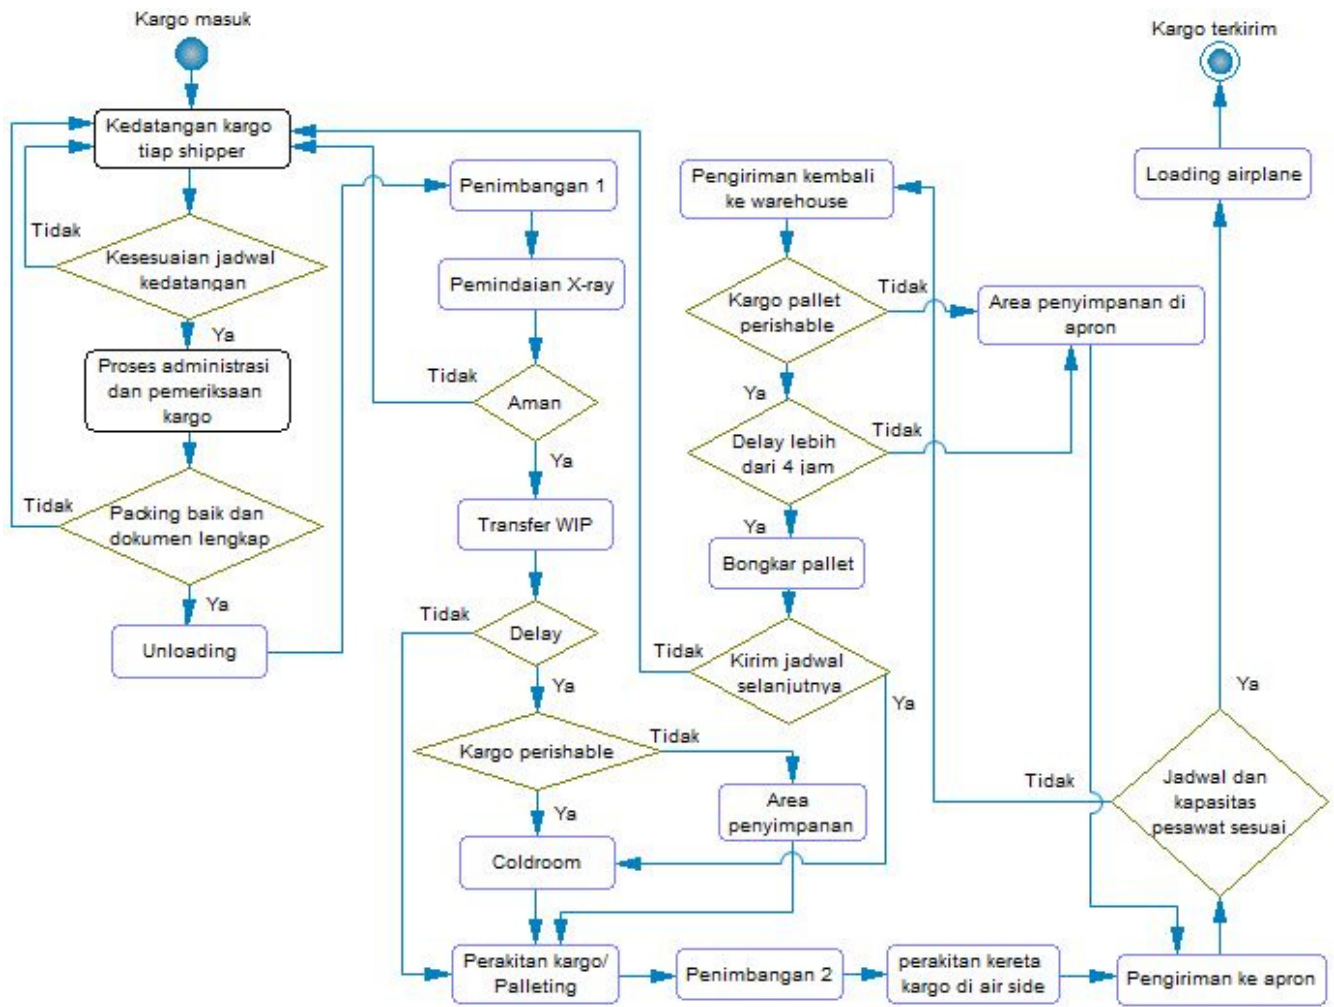 Kargo masuk
Kedatangan kargo
tiap shipper
Tidak
Kesesuaian jadwal
kedatangan
Ya
Proses administrasi
dan pemeriksaan
kargo
Tidak
Packing baik dan
dokumen lengkap
Ya
Unloading
Penimbangan 1
Pemindaian X-ray
Tidak
Aman
Ya
Transfer WIP
Tidak
Delay
Ya
Kargo perishable
Tidak
Ya
Area
penyimpanan
Coldroom
Perakitan kargo/
Palleting
Penimbangan 2
perakitan kereta
kargo di air side
Pengiriman ke apron
Pengiriman kembali
ke warehouse
Kargo pallet
perishable
Tidak
Area penyimpanan di
apron
Ya
Delay lebih
dari 4 jam
Tidak
Ya
Bongkar pallet
Tidak
Kirim jadwal
selanjutnya
Ya
Tidak
Jadwal dan
kapasitas
pesawat sesuai
Ya
Loading airplane
Kargo terkirim